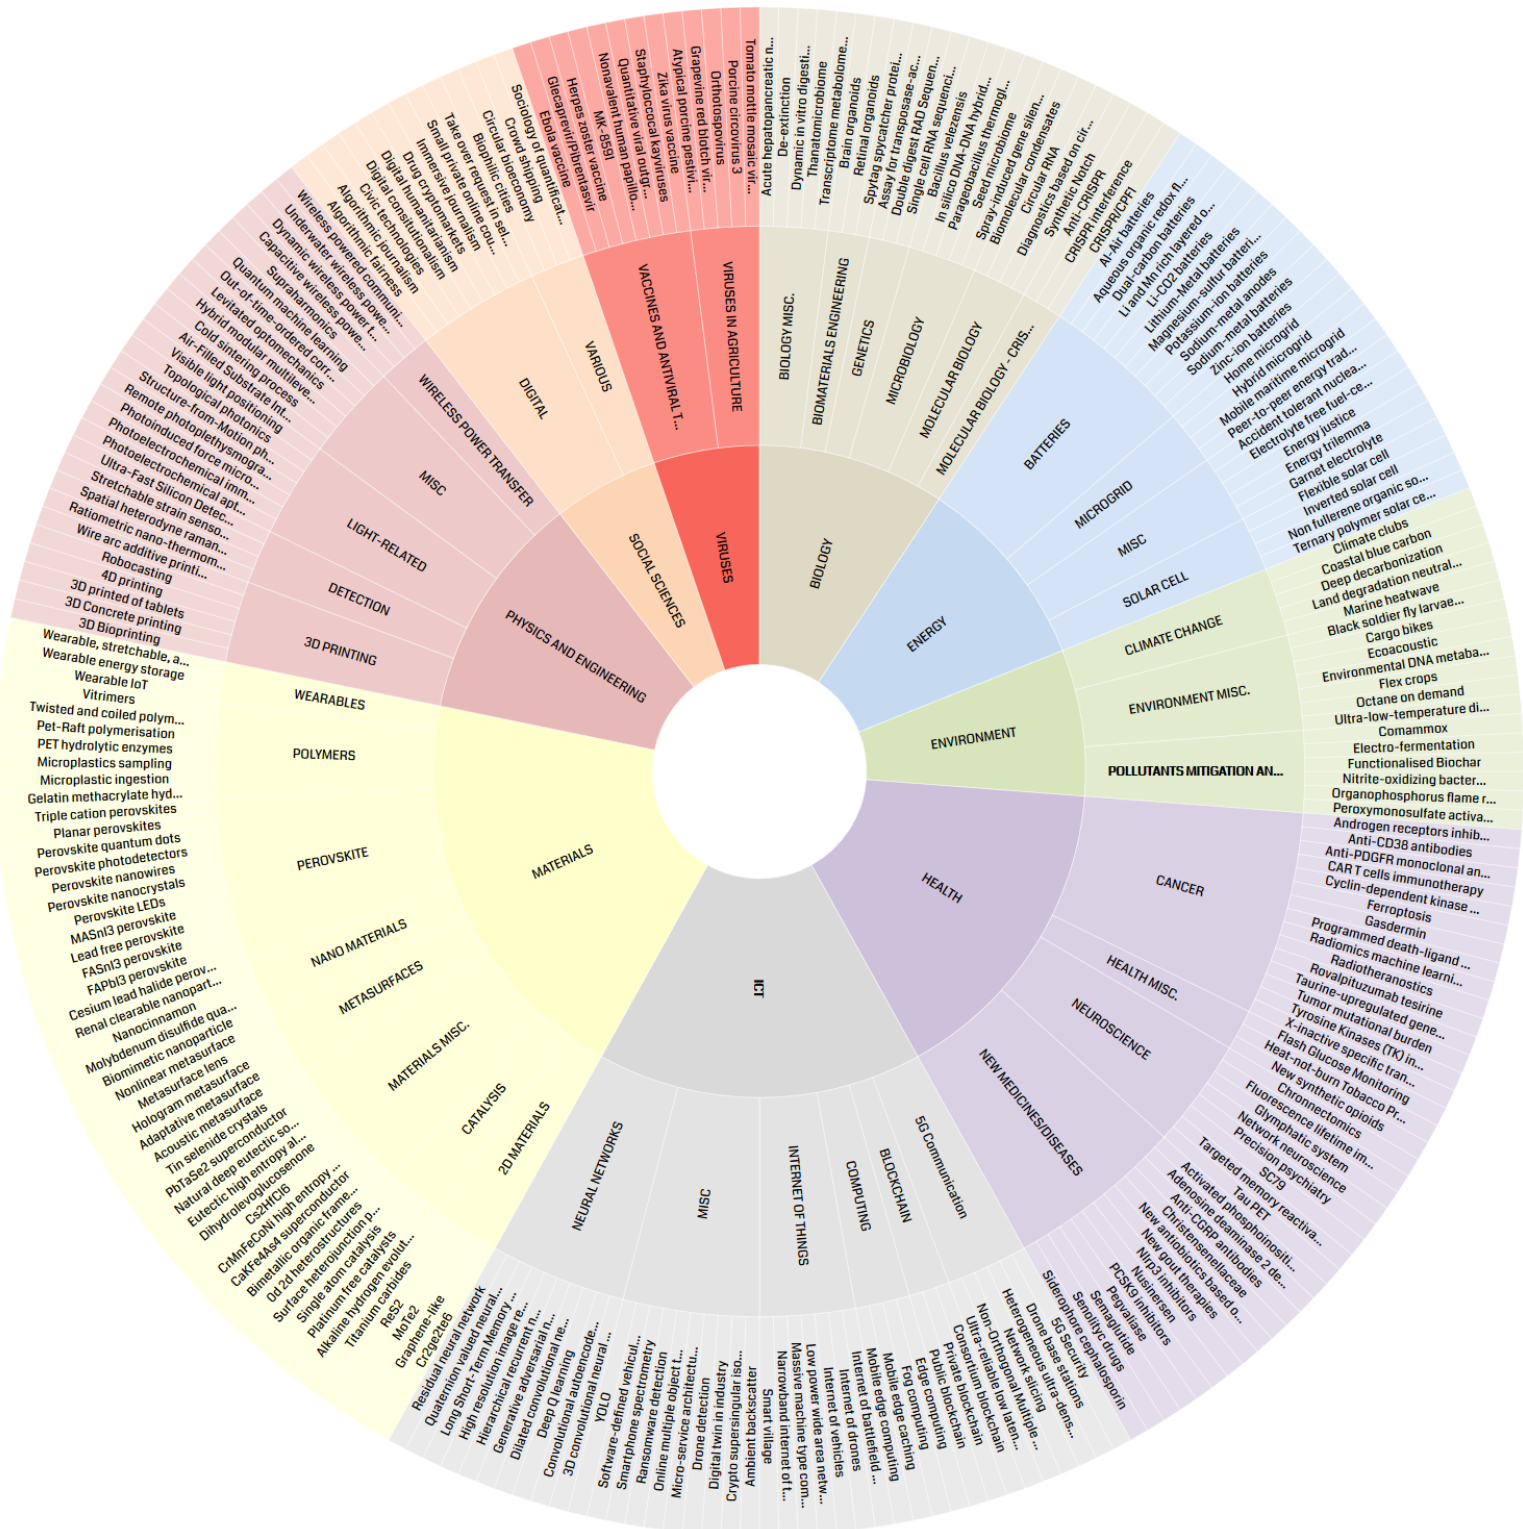 BIOLOGY
BIOLOGY MISC.
Acute hepatopancreatic n...
De-extinction
Dynamic in vitro digesti...
Thanatomicrobiome
Transcriptome metabolome...
BIOMATERIALS ENGINEERING
Brain organoids
Retinal organoids
Spytag spycatcher protei...
GENETICS
Assay for transposase-ac...
Double digest RAD Sequen...
Single cell RNA sequenci...
MICROBIOLOGY
Bacillus velezensis
In silico DNA-DNA hybrid...
Parageobacillus thermogl...
Seed microbiome
Spray-induced gene silen...
MOLECULAR BIOLOGY
Biomolecular condensates
Circular RNA
Diagnostics based on cir...
Synthetic Notch
MOLECULAR BIOLOGY - CRIS...
Anti-CRISPR
CRISPR interference
CRISPR/CPF1
ENERGY
BATTERIES
Al-Air batteries
Aqueous organic redox fl...
Dual-carbon batteries
Li and Mn-rich layered o...
Li-CO2 batteries
Lithium-Metal batteries
Magnesium-sulfur batteri...
Potassium-ion batteries
Sodium-metal anodes
Sodium-metal batteries
Zinc-ion batteries
MICROGRID
Home microgrid
Hybrid microgrid
Mobile maritime microgrid
Peer-to-peer energy trad...
MISC
Accident tolerant nuclea...
Electrolyte free fuel-ce...
Energy justice
Energy trilemma
Garnet electrolyte
SOLAR CELL
Flexible solar cell
Inverted solar cell
Non fullerene organic so...
Ternary polymer solar ce...
ENVIRONMENT
CLIMATE CHANGE
Climate clubs
Coastal blue carbon
Deep decarbonization
Land degradation neutral...
Marine heatwave
ENVIRONMENT MISC.
Black soldier fly larvae...
Cargo bikes
Ecoacoustic
Environmental DNA metaba...
Flex crops
Octane on demand
Ultra-low-temperature di...
POLLUTANTS MITIGATION AN...
Comammox
Electro-fermentation
Functionalised Biochar
Nitrite-oxidizing bacter...
Organophosphorus flame r...
Peroxymonosulfate activa...
HEALTH
CANCER
Androgen receptors inhib...
Anti-CD38 antibodies
Anti-PDGFR monoclonal an...
CAR T cells immunotherapy
Cyclin-dependent kinase ...
Ferroptosis
Gasdermin
Programmed death-ligand ...
Radiomics machine learni...
Radiotheranostics
Rovalpituzumab tesirine
Taurine-upregulated gene...
Tumor mutational burden
Tyrosine Kinases (TK) in...
X-inactive specific tran...
HEALTH MISC.
Flash Glucose Monitoring
Heat-not-burn Tobacco Pr...
New synthetic opioids
NEUROSCIENCE
Chronnectomics
Fluorescence lifetime im...
Glymphatic system
Network neuroscience
Precision psychiatry
SC79
Targeted memory reactiva...
Tau PET
NEW MEDICINES/DISEASES
Activated phosphoinositi...
Adenosine deaminase 2 de...
Anti-CGRP antibodies
Christensenellaceae
New antibiotics based o...
New gout therapies
Nlrp3 inhibitors
Nusinersen
PCSK9 inhibitors
Pegvaliase
Semaglutide
Senolityc drugs
Siderophore cephalosporin
ICT
5G Communication
5G Security
Drone base stations
Heterogeneous ultra-dens...
Network slicing
Non-Orthogonal Multiple ...
Ultra-reliable low laten...
BLOCKCHAIN
Consortium blockchain
Private blockchain
Public blockchain
COMPUTING
Edge computing
Fog computing
Mobile edge caching
Mobile edge computing
INTERNET OF THINGS
Internet of battlefield ...
Internet of drones
Internet of vehicles
Low power wide area netw...
Massive machine type com...
Narrowband internet of t...
Smart village
MISC
Ambient backscatter
Crypto supersingular iso...
Digital twin in industry
Drone detection
Micro-service architectu...
Online multiple object t...
Ransomware detection
Smartphone spectrometry
Software-defined vehicul...
YOLO
NEURAL NETWORKS
3D convolutional neural ...
Convolutional autoencode...
Deep Q learning
Dilated convolutional ne...
Generative adversarial n...
Hierarchical recurrent n...
High resolution image re...
Long Short-Term Memory ...
Quaternion valued neural...
Residual neural network
MATERIALS
2D MATERIALS
Cr2ge2te6
Graphene-like
MoTe2
ReS2
Titanium carbides
CATALYSIS
Alkaline hydrogen evolut...
Platinum free catalysts
Single atom catalysis
Surface heterojunction p...
MATERIALS MISC.
Od 2d heterostructures
Bimetallic organic frame...
CaKFe4As4 superconductor
CrMnFeCoNi high entropy ...
Cs2HfCl6
Dihydrolevoglucosenone
Eutectic high entropy al...
Natural deep eutectic so...
PbTaSe2 superconductor
Tin selenide crystals
METASURFACES
Acoustic metasurface
Adaptative metasurface
Hologram metasurface
Metasurface lens
Nonlinear metasurface
NANO MATERIALS
Biomimetic nanoparticle
Molybdenum disulfide qua...
Nanocinnamon
Renal clearable nanopart...
PEROVSKITE
Cesium lead halide perov...
FAPbI3 perovskite
FASnI3 perovskite
Lead free perovskite
MASnI3 perovskite
Perovskite LEDs
Perovskite nanocrystals
Perovskite nanowires
Perovskite photodetectors
Perovskite quantum dots
Planar perovskites
Triple cation perovskites
POLYMERS
Gelatin methacrylate hyd...
Microplastic ingestion
Microplastics sampling
PET hydrolytic enzymes
Pet-Raft polymerisation
Twisted and coiled polym...
Vitrimers
WEARABLES
Wearable IoT
Wearable energy storage
Wearable, stretchable, a...
PHYSICS AND ENGINEERING
3D PRINTING
3D Bioprinting
3D Concrete printing
3D printed of tablets
4D printing
Robocasting
Wire arc additive printi...
DETECTION
Ratiometric nano-thermom...
Spatial heterodyne raman...
Stretchable strain senso...
Ultra-Fast Silicon Detec...
LIGHT-RELATED
Photoelectrochemical apt...
Photoelectrochemical imm...
Photoinduced force micro...
Remote photoplethysmogra...
Structure-from-Motion ph...
Topological photonics
Visible light positioning
MISC
Air-Filled Substrate Int...
Cold sintering process
Hybrid modular multileve...
Levitated optomechanics
Out-of-time-ordered corr...
Quantum machine learning
Supraharmonics
WIRELESS POWER TRANSFER
Capacitive wireless powe...
Dynamic wireless power t...
Underwater wireless powe...
Wireless powered communi...
SOCIAL SCIENCES
DIGITAL
Algorithmic fairness
Algorithmic journalism
Civic technologies
Digital consitutionalism
Digital humanitarianism
Drug cryptomarkets
Immersive journalism
Small private online cou...
Take over request in sel...
VARIOUS
Biophilic cities
Circular bioeconomy
Crowd shipping
Sociology of quantificat...
VIRUSES
VACCINES AND ANTIVIRAL T...
Ebola vaccine
Glecaprevir/Pibrentasvir
Herpes zoster vaccine
MK-8591
Nonavalent human papillo...
Quantitative viral outgr...
Staphyloccocal kayviruses
Zika virus vaccine
VIRUSES IN AGRICULTURE
Atypical porcine pestivi...
Grapevine red blotch vir...
Orthotospovirus
Porcine circovirus 3
Tomato mottle mosaic vir...